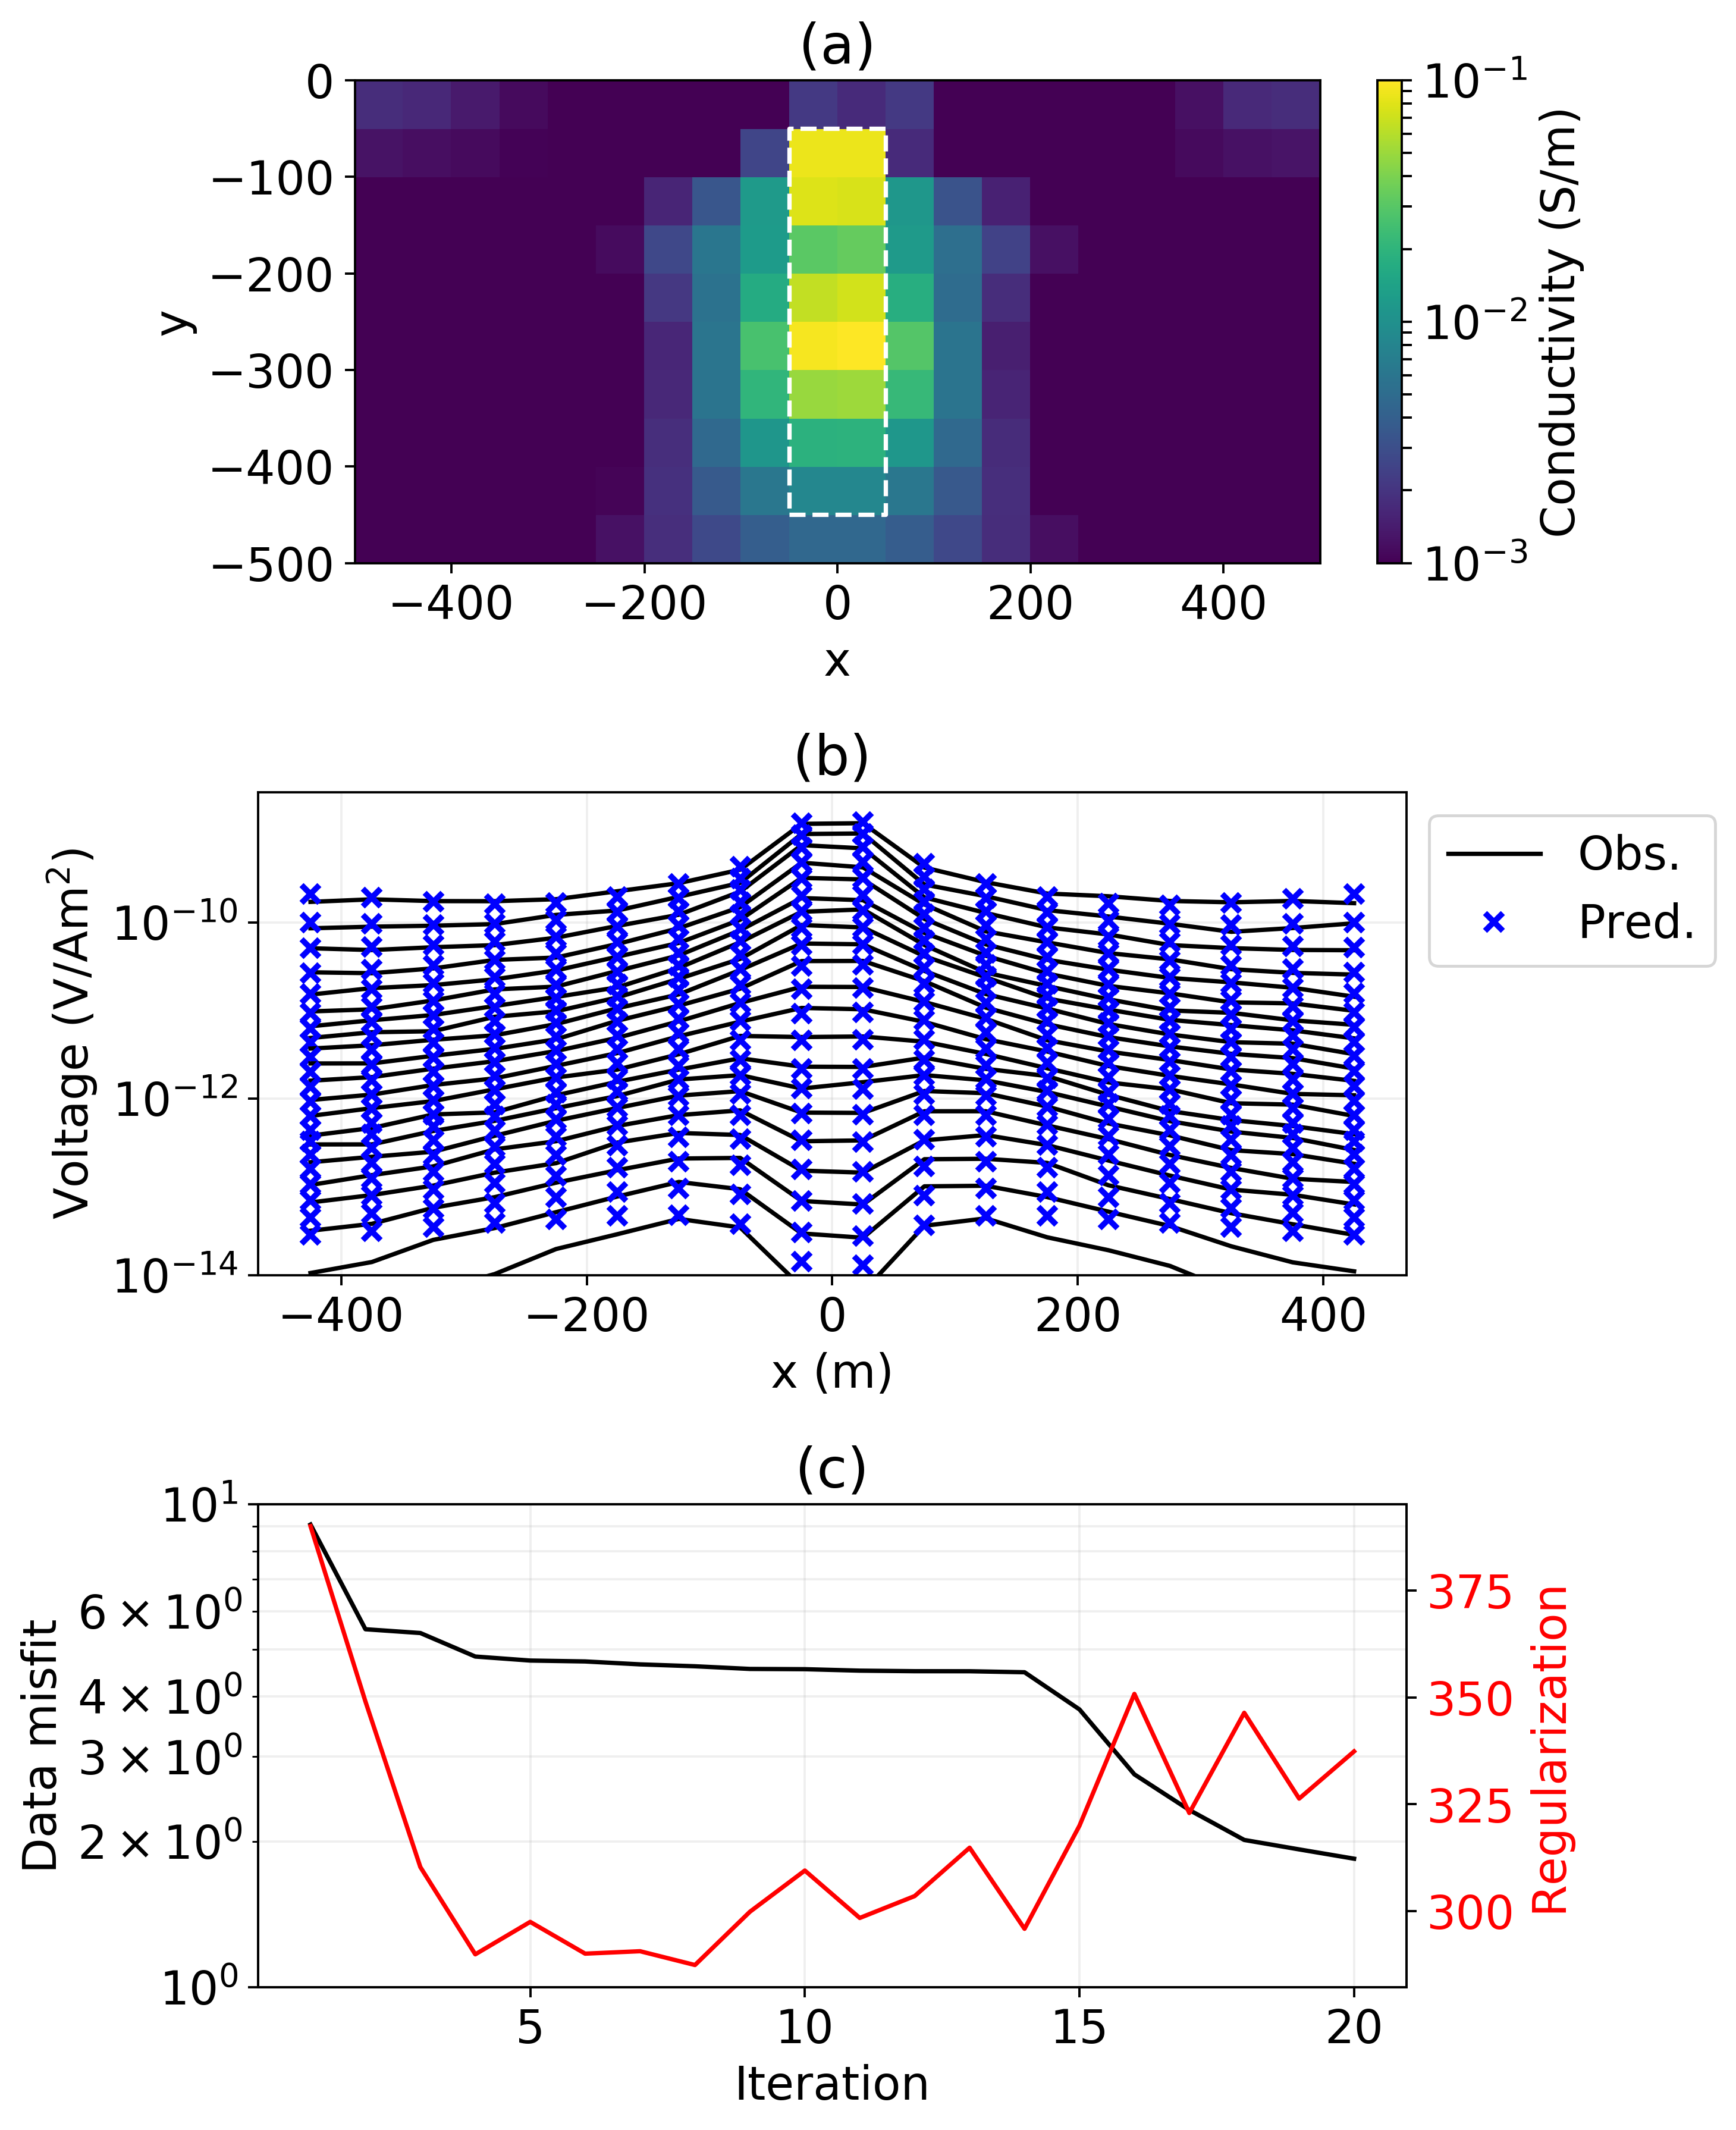 (a)
0
−100
−200
−300
−400
−500
y
−400 −200 0 200 400
x
10⁻¹
10⁻²
10⁻³
Conductivity (S/m)
(b)
10⁻¹⁰
10⁻¹²
10⁻¹⁴
Voltage (V/Am²)
−400 −200 0 200 400
x (m)
Obs.
Pred.
(c)
10¹
6 × 10⁰
4 × 10⁰
3 × 10⁰
2 × 10⁰
10⁰
Data misfit
5 10 15 20
Iteration
375
350
325
300
Regularization